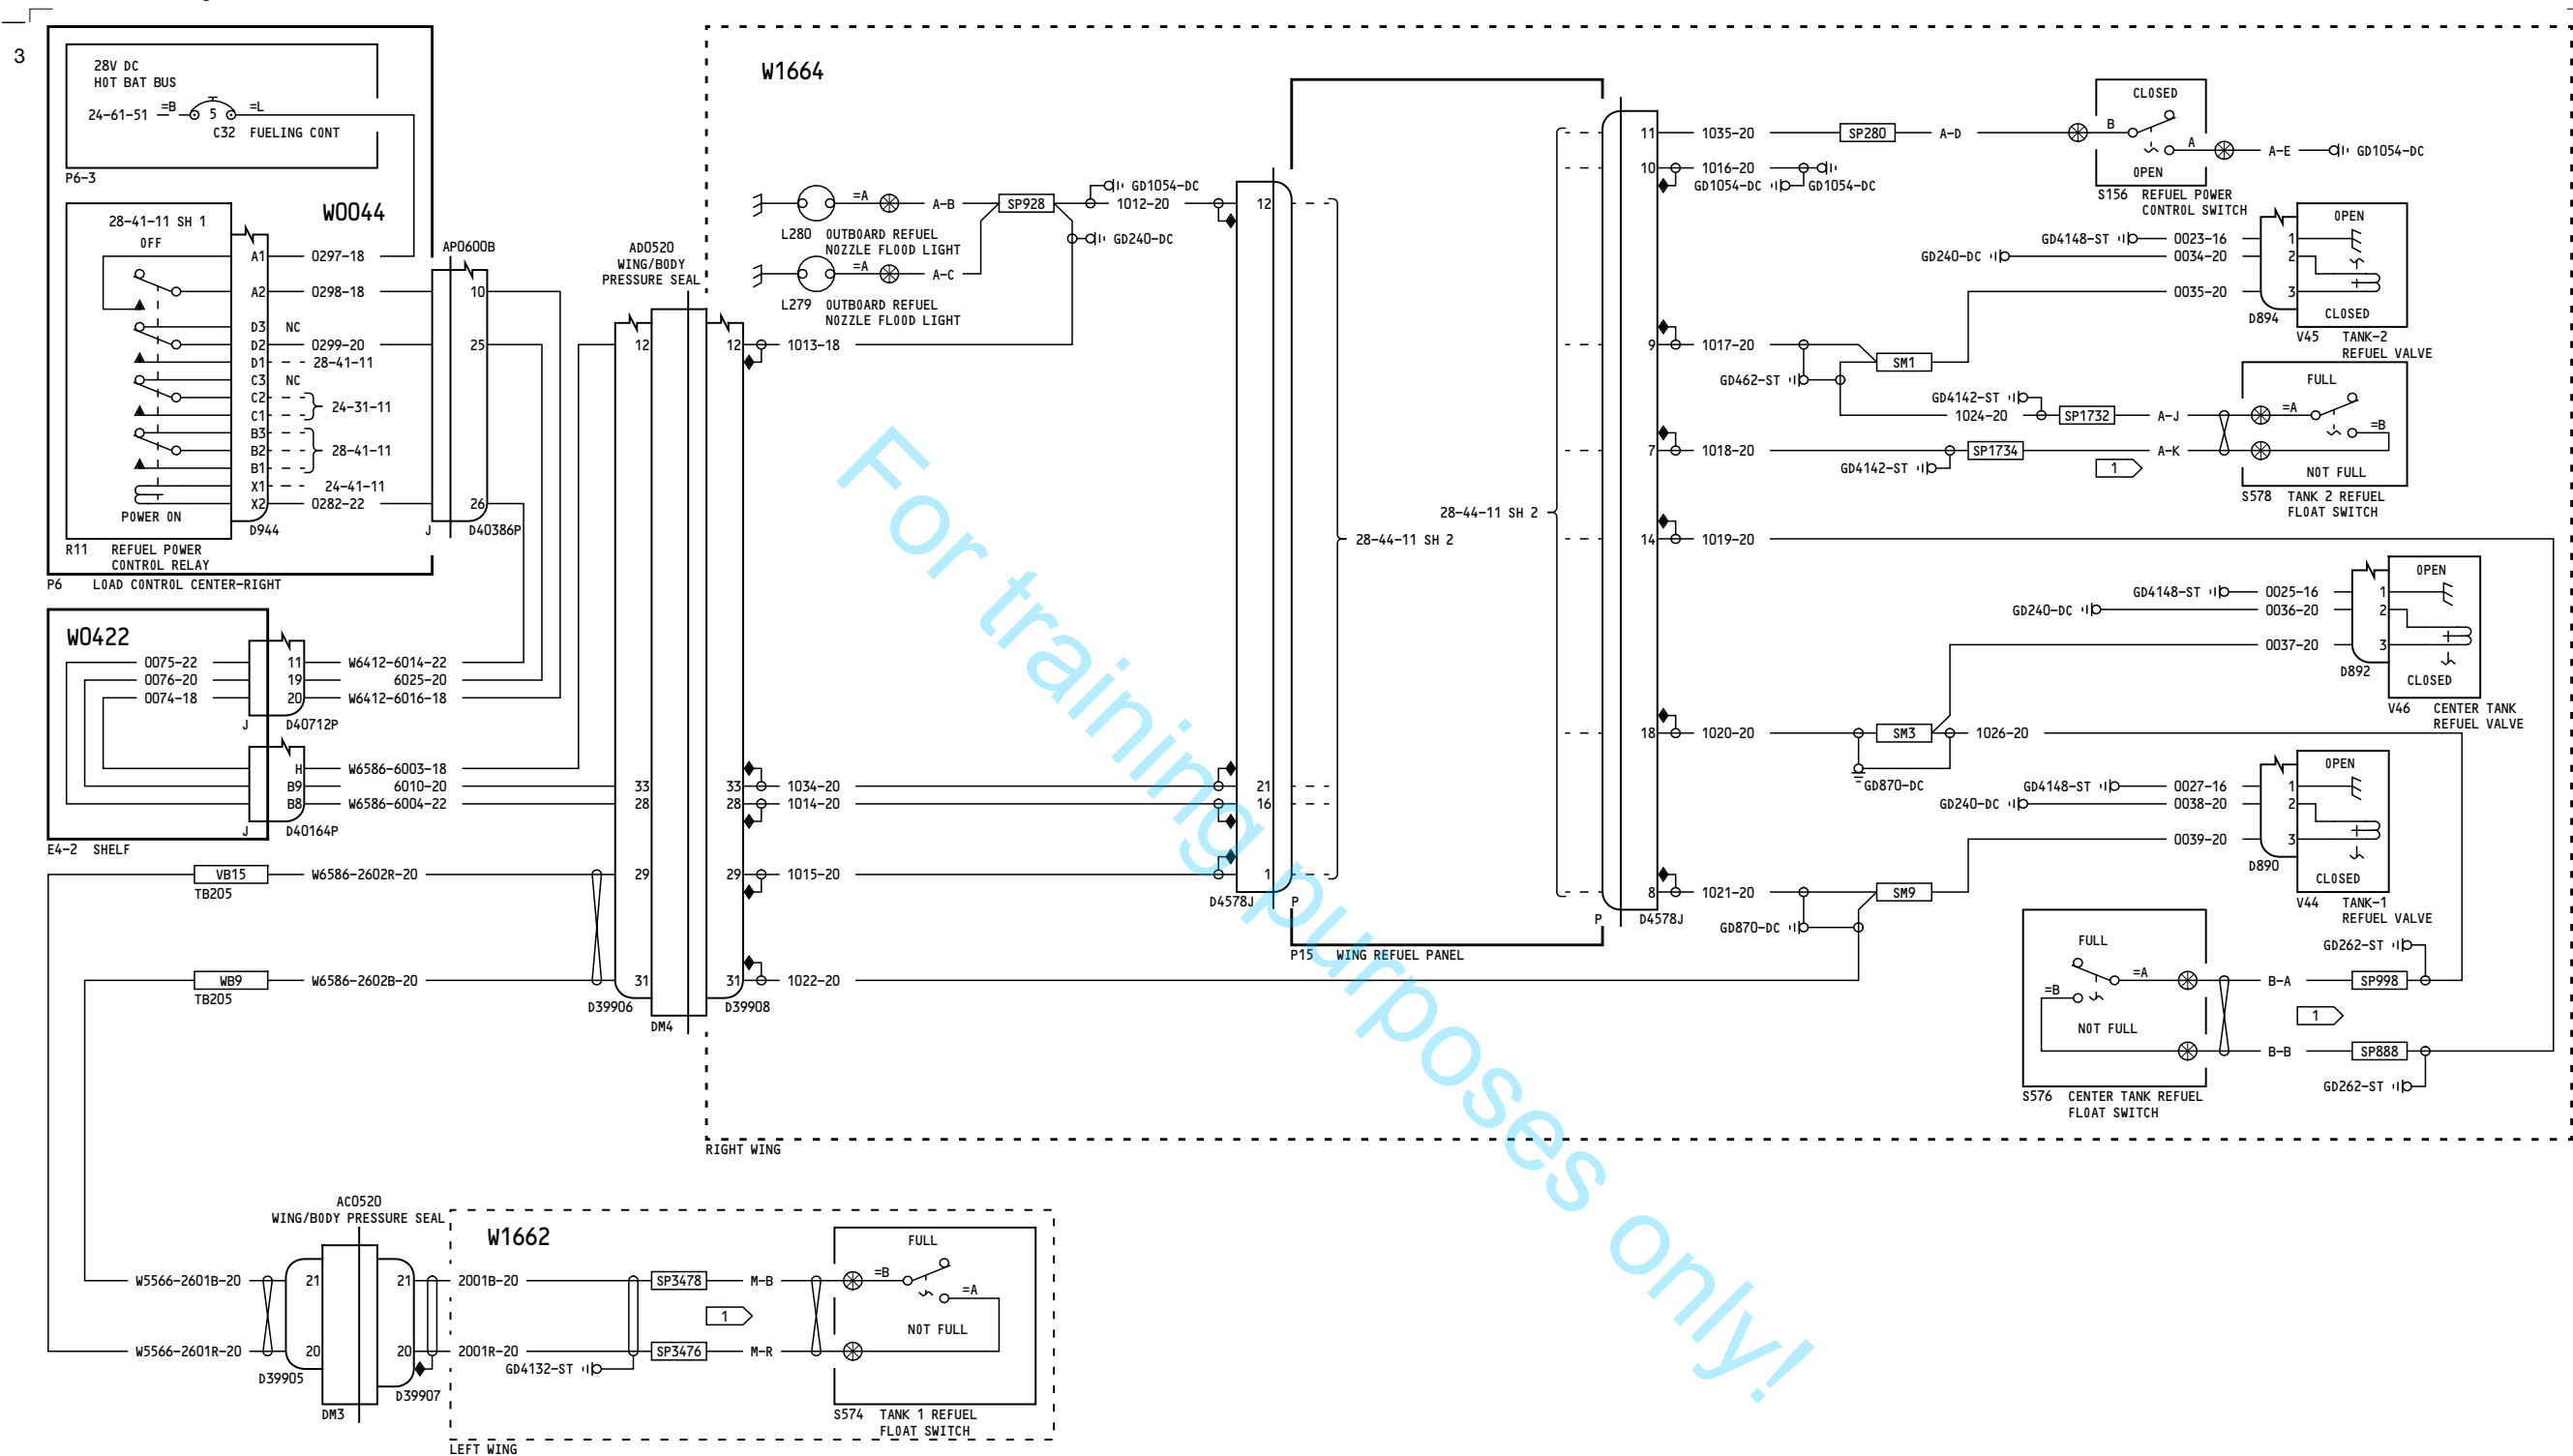 3
28V DC
HOT BAT BUS
24-61-51 =B 5 =L
C32 FUELING CONT
P6-3
W0044
28-41-11 SH 1
OFF
A1 0297-18
A2 0298-18
D3 NC
D2 0299-20
D1 28-41-11
C3 NC
C2
C1 24-31-11
B3
B2 28-41-11
B1
X1 24-41-11
X2 0282-22
POWER ON
D944
R11 REFUEL POWER
CONTROL RELAY
P6 LOAD CONTROL CENTER-RIGHT
AP0600B
10
25
26
J D40386P
W0422
0075-22 11 W6412-6014-22
0076-20 19 6025-20
0074-18 20 W6412-6016-18
J D40712P
H W6586-6003-18
B9 6010-20
B8 W6586-6004-22
J D40164P
E4-2 SHELF
VB15 W6586-2602R-20
TB205
WB9 W6586-2602B-20
TB205
AD0520
WING/BODY
PRESSURE SEAL
12 12 1013-18
33 33 1034-20
28 28 1014-20
29 29 1015-20
31 31 1022-20
D39906 D39908
DM4
W1664
=A A-B SP928
L280 OUTBOARD REFUEL
NOZZLE FLOOD LIGHT
=A A-C
L279 OUTBOARD REFUEL
NOZZLE FLOOD LIGHT
GD1054-DC
1012-20
GD240-DC
12
21
16
1
D4578J P
28-44-11 SH 2
28-44-11 SH 2
P15 WING REFUEL PANEL
P D4578J
11 1035-20 SP280 A-D B
CLOSED
A A-E GD1054-DC
OPEN
S156 REFUEL POWER
CONTROL SWITCH
10 1016-20
GD1054-DC GD1054-DC
GD4148-ST 0023-16 1 OPEN
GD240-DC 0034-20 2
0035-20 3
D894 CLOSED
V45 TANK-2
REFUEL VALVE
9 1017-20 SM1
GD462-ST
GD4142-ST
1024-20 SP1732 A-J =A
FULL
=B
7 1018-20 SP1734 A-K
GD4142-ST 1
NOT FULL
S578 TANK 2 REFUEL
FLOAT SWITCH
14 1019-20
GD4148-ST 0025-16 1 OPEN
GD240-DC 0036-20 2
0037-20 3
D892 CLOSED
V46 CENTER TANK
REFUEL VALVE
18 1020-20 SM3 1026-20
GD870-DC
GD4148-ST 0027-16 1 OPEN
GD240-DC 0038-20 2
0039-20 3
D890 CLOSED
V44 TANK-1
REFUEL VALVE
8 1021-20 SM9
GD870-DC
FULL
GD262-ST
=A B-A SP998
=B
1
NOT FULL
B-B SP888
GD262-ST
S576 CENTER TANK REFUEL
FLOAT SWITCH
RIGHT WING
AC0520
WING/BODY PRESSURE SEAL
W1662
W5566-2601B-20 21 21 2001B-20 SP3478 M-B =B
FULL
=A
1
NOT FULL
W5566-2601R-20 20 20 2001R-20 SP3476 M-R
GD4132-ST
D39905 D39907
DM3
S574 TANK 1 REFUEL
FLOAT SWITCH
LEFT WING
For training purposes only!